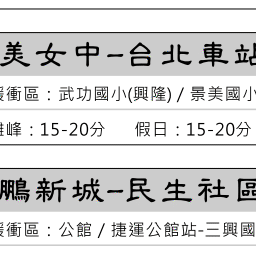 美女中-台北車站
緩衝區：武功國小(興隆) / 景美國小
離峰：15-20分　假日：15-20分
鵬新城-民生社區
緩衝區：公館 / 捷運公館站-三興國